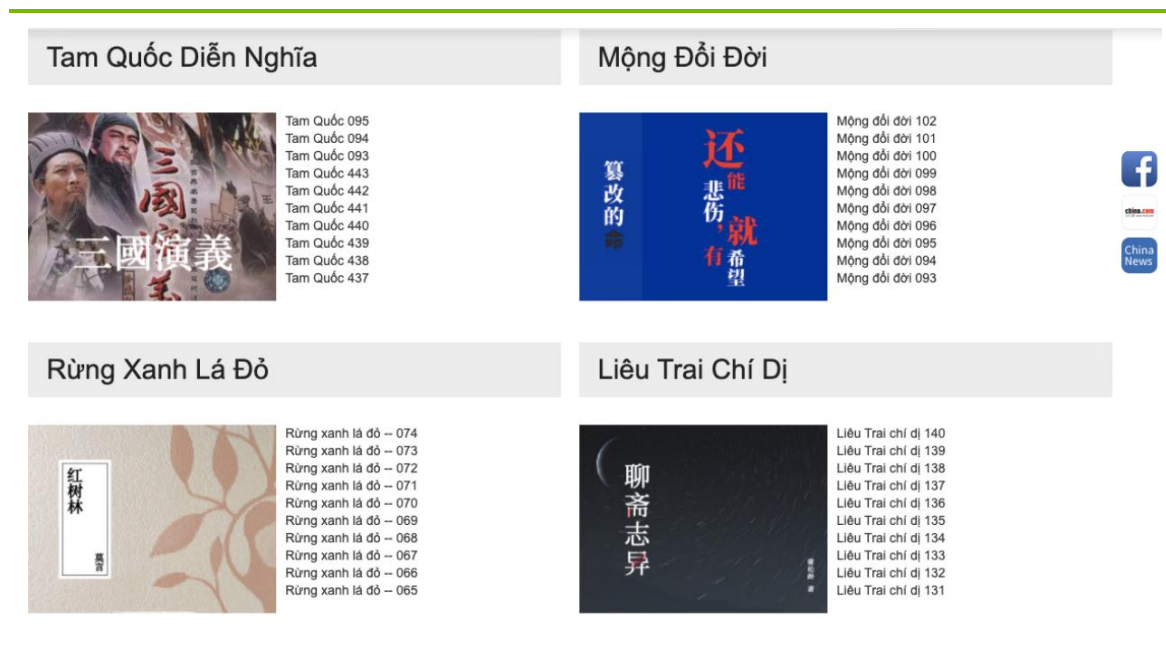 Tam Quốc Diễn Nghĩa
三國演義
三國演義
Tam Quốc 095
Tam Quốc 094
Tam Quốc 093
Tam Quốc 443
Tam Quốc 442
Tam Quốc 441
Tam Quốc 440
Tam Quốc 439
Tam Quốc 438
Tam Quốc 437
Mộng Đổi Đời
篡改的命
还能
悲伤，就
有希望
Mộng đổi đời 102
Mộng đổi đời 101
Mộng đổi đời 100
Mộng đổi đời 099
Mộng đổi đời 098
Mộng đổi đời 097
Mộng đổi đời 096
Mộng đổi đời 095
Mộng đổi đời 094
Mộng đổi đời 093
china.com
China
News
Rừng Xanh Lá Đỏ
红树林
莫言
Rừng xanh lá đỏ -- 074
Rừng xanh lá đỏ -- 073
Rừng xanh lá đỏ -- 072
Rừng xanh lá đỏ -- 071
Rừng xanh lá đỏ -- 070
Rừng xanh lá đỏ -- 069
Rừng xanh lá đỏ -- 068
Rừng xanh lá đỏ -- 067
Rừng xanh lá đỏ -- 066
Rừng xanh lá đỏ -- 065
Liêu Trai Chí Dị
聊斋志异
Liêu Trai chí dị 140
Liêu Trai chí dị 139
Liêu Trai chí dị 138
Liêu Trai chí dị 137
Liêu Trai chí dị 136
Liêu Trai chí dị 135
Liêu Trai chí dị 134
Liêu Trai chí dị 133
Liêu Trai chí dị 132
Liêu Trai chí dị 131